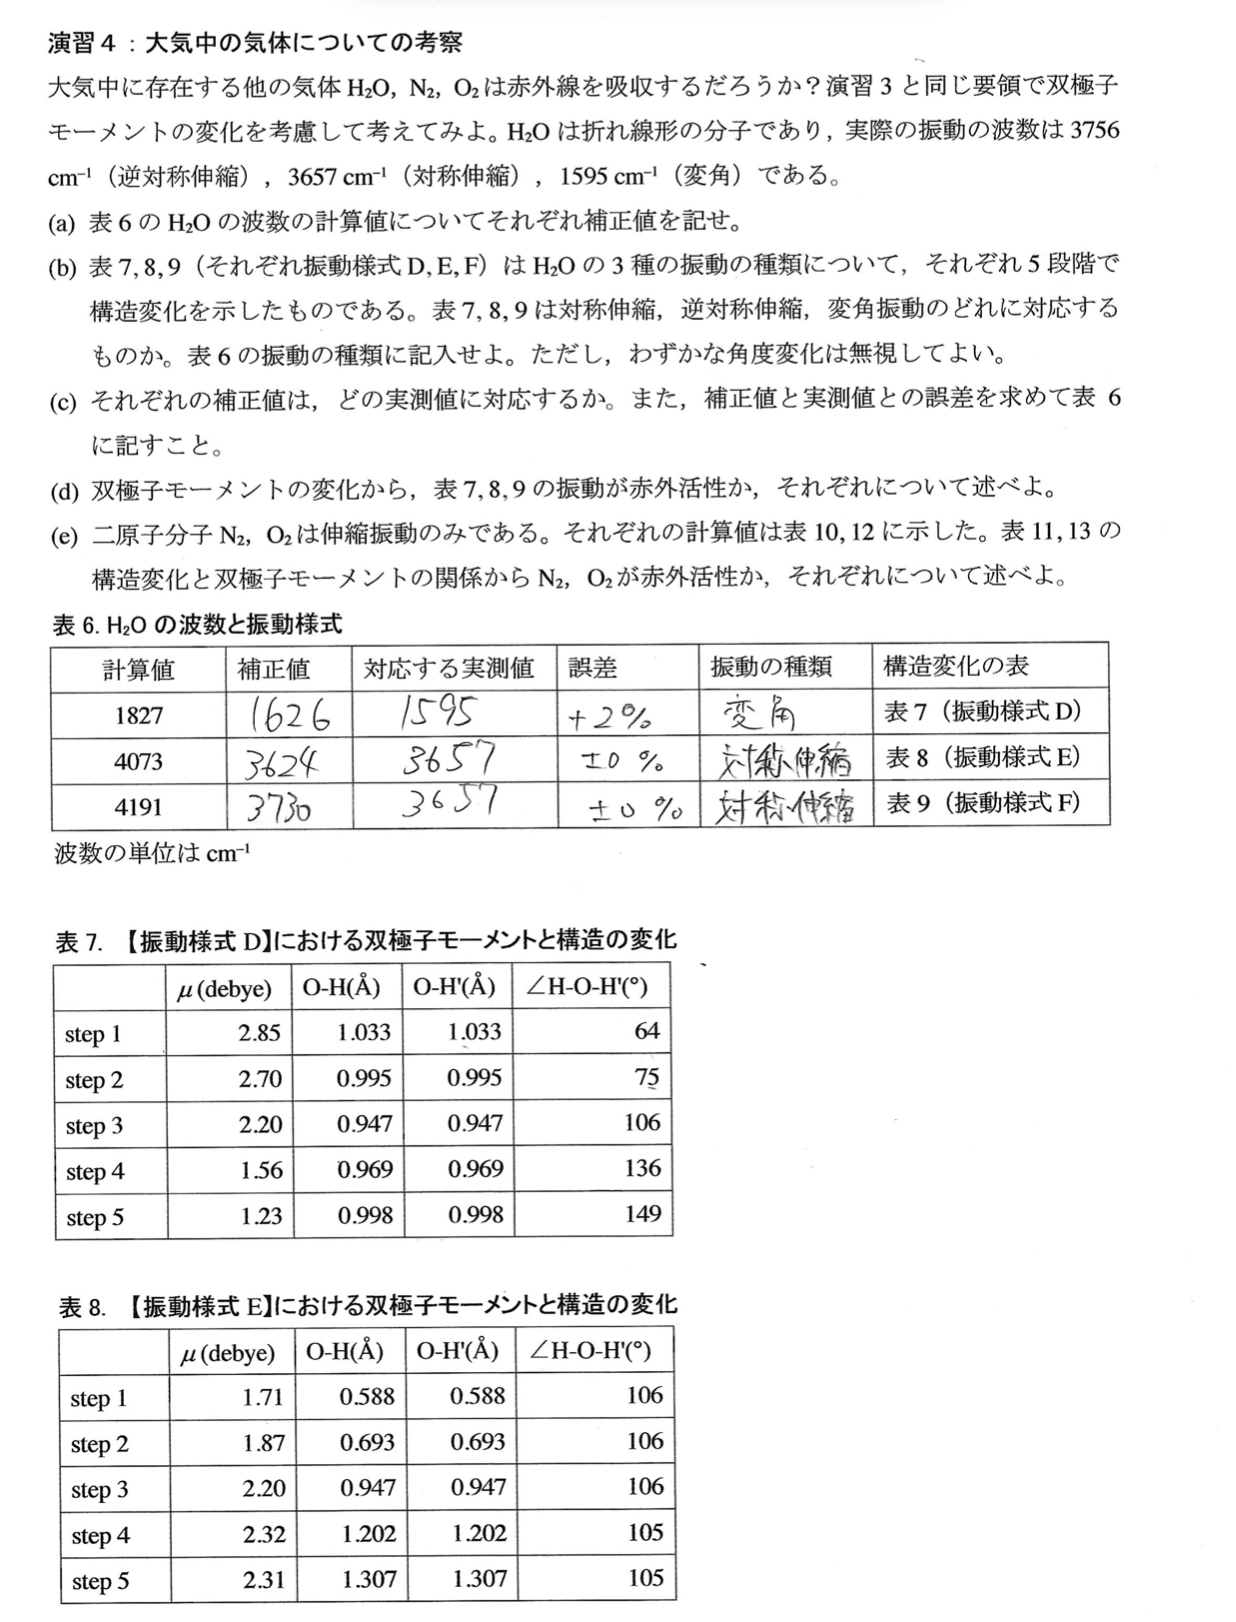 演習４：大気中の気体についての考察
大気中に存在する他の気体 H₂O，N₂，O₂は赤外線を吸収するだろうか？演習 3 と同じ要領で双極子
モーメントの変化を考慮して考えてみよ。H₂O は折れ線形の分子であり，実際の振動の波数は 3756
cm⁻¹（逆対称伸縮），3657 cm⁻¹（対称伸縮），1595 cm⁻¹（変角）である。
(a) 表 6 の H₂O の波数の計算値についてそれぞれ補正値を記せ。
(b) 表 7, 8, 9（それぞれ振動様式 D, E, F）は H₂O の 3 種の振動の種類について，それぞれ 5 段階で
構造変化を示したものである。表 7, 8, 9 は対称伸縮，逆対称伸縮，変角振動のどれに対応する
ものか。表 6 の振動の種類に記入せよ。ただし，わずかな角度変化は無視してよい。
(c) それぞれの補正値は，どの実測値に対応するか。また，補正値と実測値との誤差を求めて表 6
に記すこと。
(d) 双極子モーメントの変化から，表 7, 8, 9 の振動が赤外活性か，それぞれについて述べよ。
(e) 二原子分子 N₂，O₂は伸縮振動のみである。それぞれの計算値は表 10, 12 に示した。表 11, 13 の
構造変化と双極子モーメントの関係から N₂，O₂が赤外活性か，それぞれについて述べよ。
表 6. H₂O の波数と振動様式
計算値 補正値 対応する実測値 誤差 振動の種類 構造変化の表
1827 1626 1595 +2% 変角 表 7（振動様式 D）
4073 3624 3657 ±0 % 対称伸縮 表 8（振動様式 E）
4191 3730 3657 ±0 % 対称伸縮 表 9（振動様式 F）
波数の単位は cm⁻¹
表 7. 【振動様式 D】における双極子モーメントと構造の変化
μ (debye) O-H(Å) O-H'(Å) ∠H-O-H'(°)
step 1 2.85 1.033 1.033 64
step 2 2.70 0.995 0.995 75
step 3 2.20 0.947 0.947 106
step 4 1.56 0.969 0.969 136
step 5 1.23 0.998 0.998 149
表 8. 【振動様式 E】における双極子モーメントと構造の変化
μ (debye) O-H(Å) O-H'(Å) ∠H-O-H'(°)
step 1 1.71 0.588 0.588 106
step 2 1.87 0.693 0.693 106
step 3 2.20 0.947 0.947 106
step 4 2.32 1.202 1.202 105
step 5 2.31 1.307 1.307 105